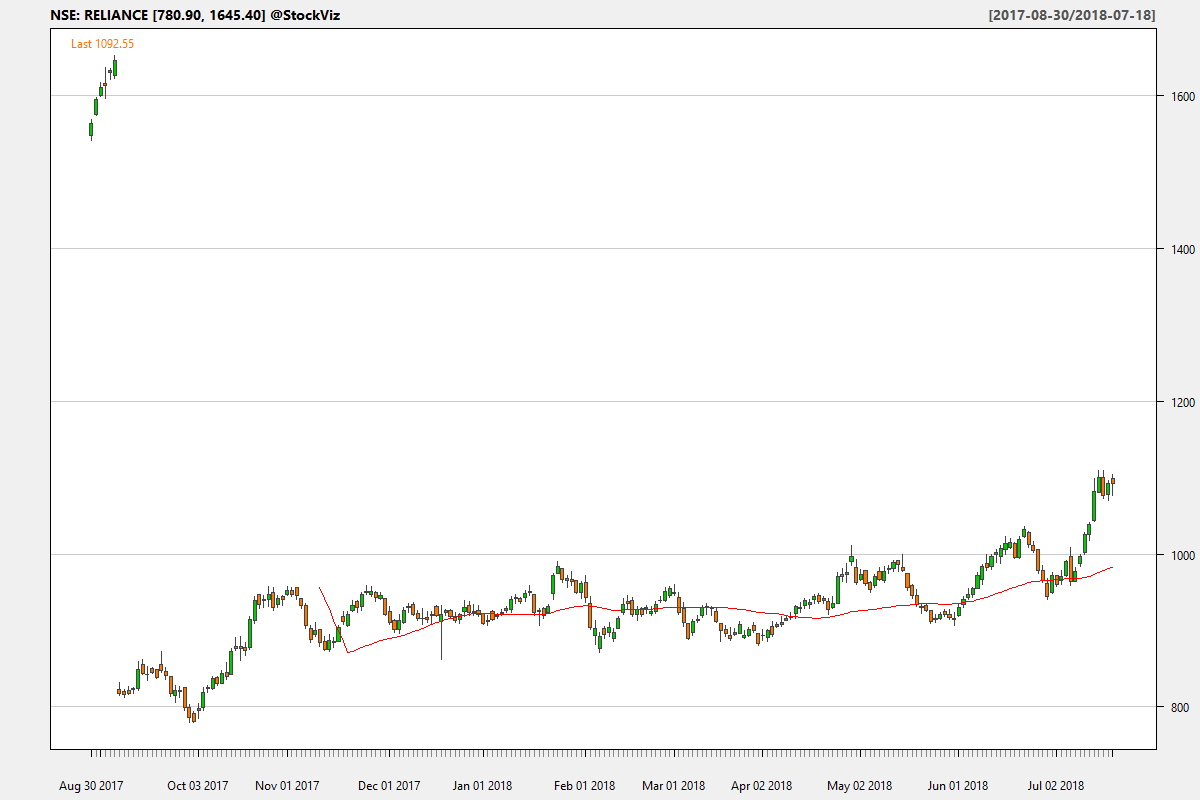 NSE: RELIANCE [780.90, 1645.40] @StockViz [2017-08-30/2018-07-18]
Last 1092.55
1600
1400
1200
1000
800
Aug 30 2017 Oct 03 2017 Nov 01 2017 Dec 01 2017 Jan 01 2018 Feb 01 2018 Mar 01 2018 Apr 02 2018 May 02 2018 Jun 01 2018 Jul 02 2018